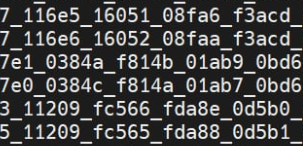 7_116e5_16051_08fa6_f3acd_
7_116e6_16052_08faa_f3acd_
7e1_0384a_f814b_01ab9_0bd6
7e0_0384c_f814a_01ab7_0bd6
3_11209_fc566_fda8e_0d5b0_
5_11209_fc565_fda88_0d5b1_